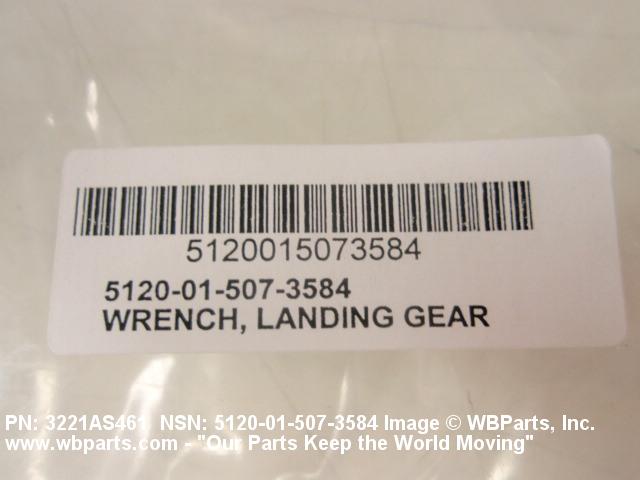 5120015073584
5120-01-507-3584
WRENCH, LANDING GEAR
PN: 3221AS461 NSN: 5120-01-507-3584 Image © WBParts, Inc.
www.wbparts.com - "Our Parts Keep the World Moving"